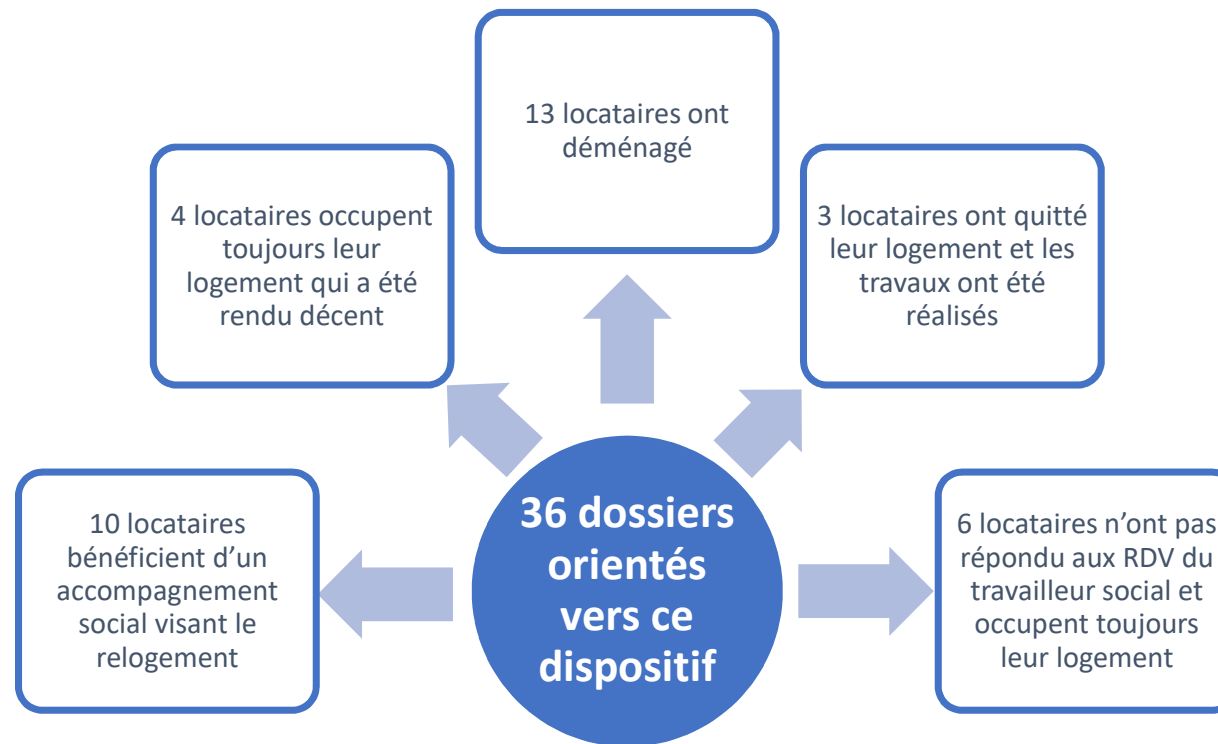 13 locataires ont
déménagé
4 locataires occupent
toujours leur
logement qui a été
rendu décent
3 locataires ont quitté
leur logement et les
travaux ont été
réalisés
10 locataires
bénéficient d’un
accompagnement
social visant le
relogement
36 dossiers
orientés
vers ce
dispositif
6 locataires n’ont pas
répondu aux RDV du
travailleur social et
occupent toujours
leur logement